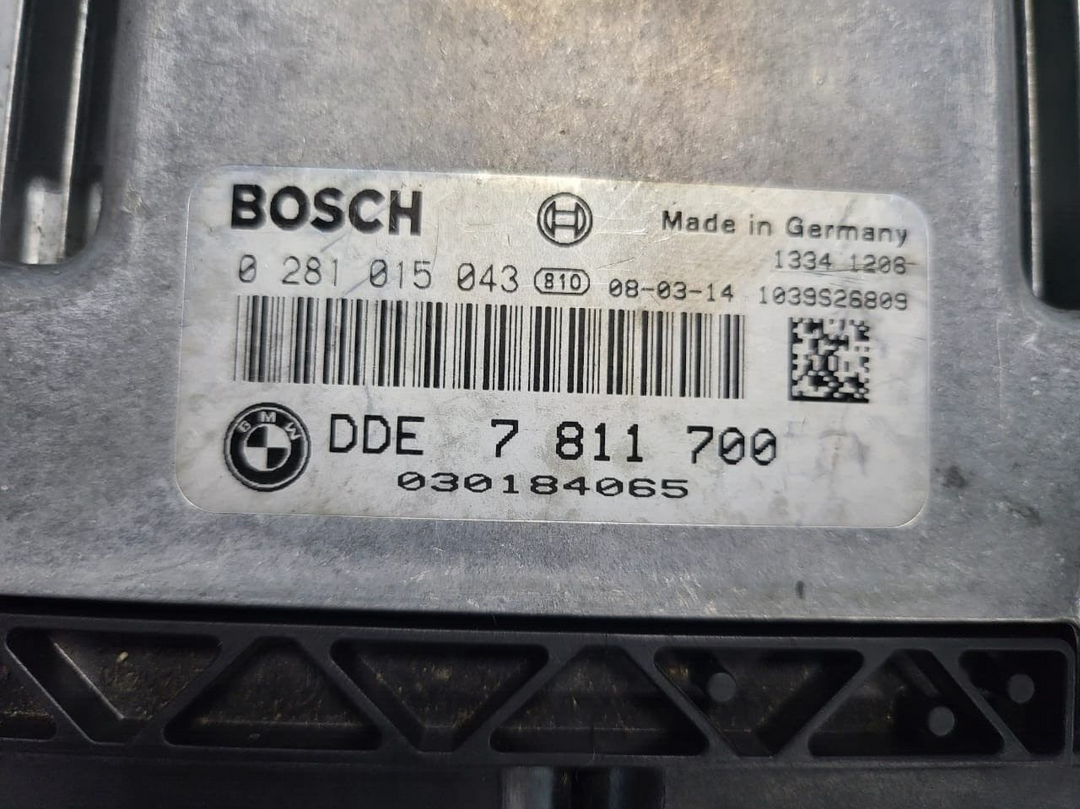 BOSCH Made in Germany
1334 1206
0 281 015 043 810 08-03-14 1039S26809
BMW DDE 7 811 700
030184065